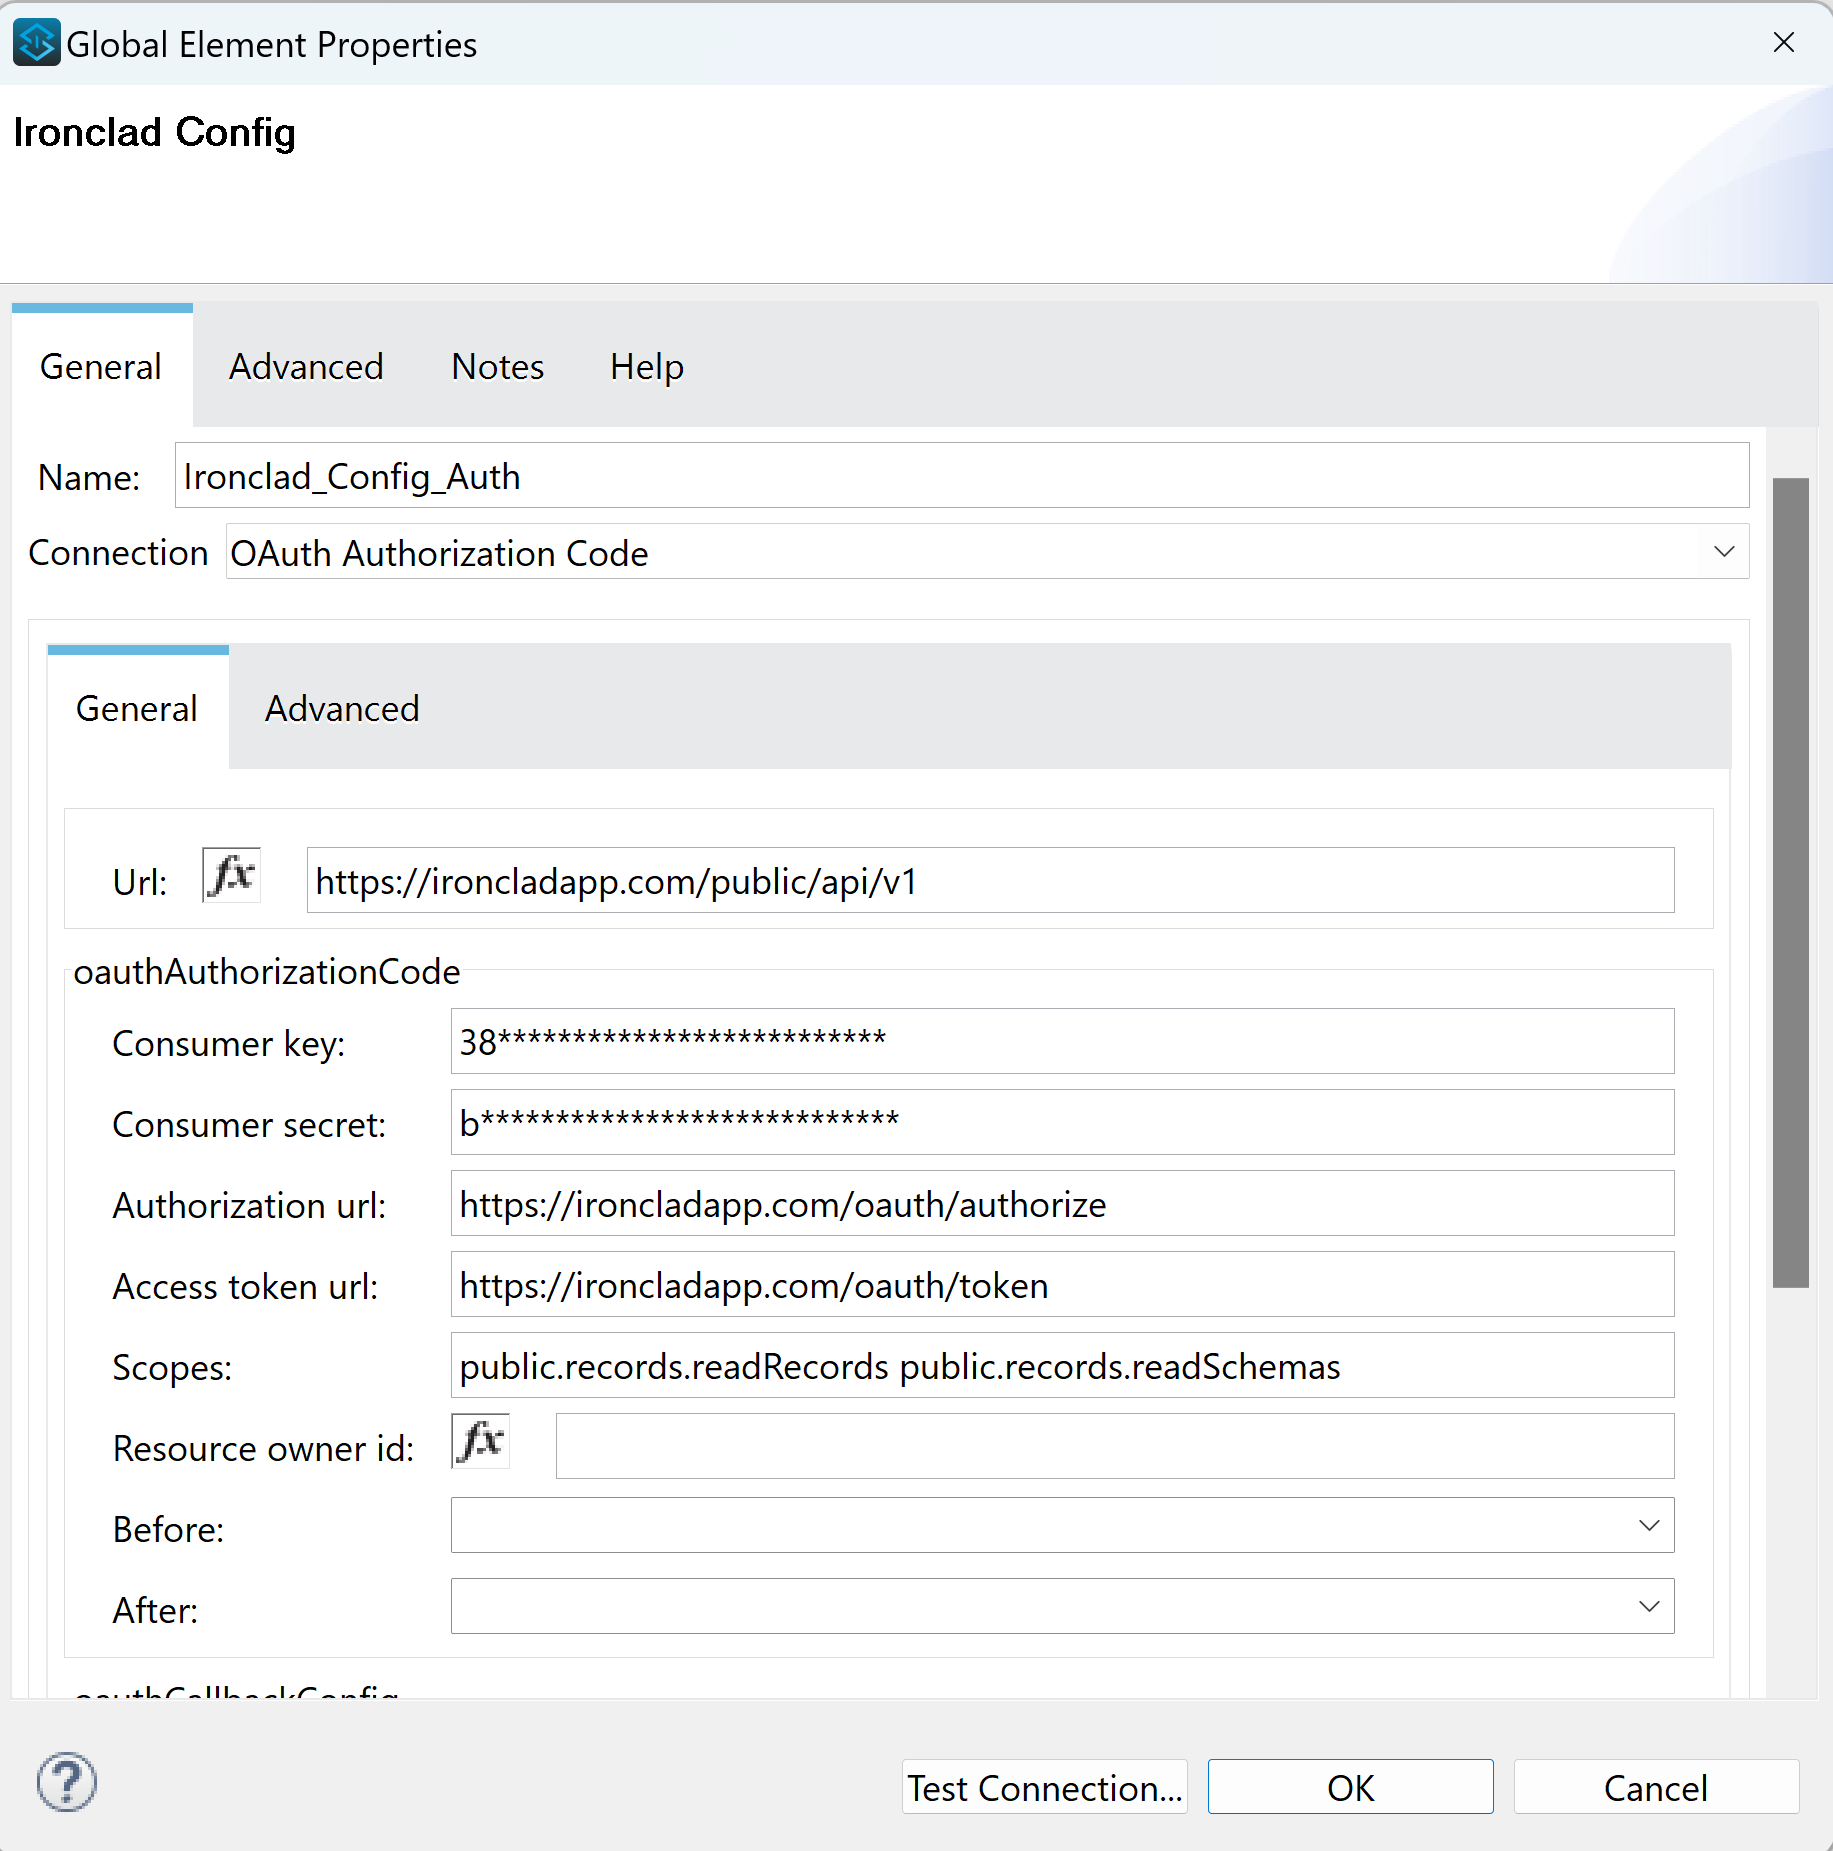 Global Element Properties
Ironclad Config
General Advanced Notes Help
Name: Ironclad_Config_Auth
Connection OAuth Authorization Code
General Advanced
Url: fx https://ironcladapp.com/public/api/v1
oauthAuthorizationCode
Consumer key: 38**************************
Consumer secret: b****************************
Authorization url: https://ironcladapp.com/oauth/authorize
Access token url: https://ironcladapp.com/oauth/token
Scopes: public.records.readRecords public.records.readSchemas
Resource owner id: fx
Before:
After:
oauthCallbackConfig
? Test Connection... OK Cancel